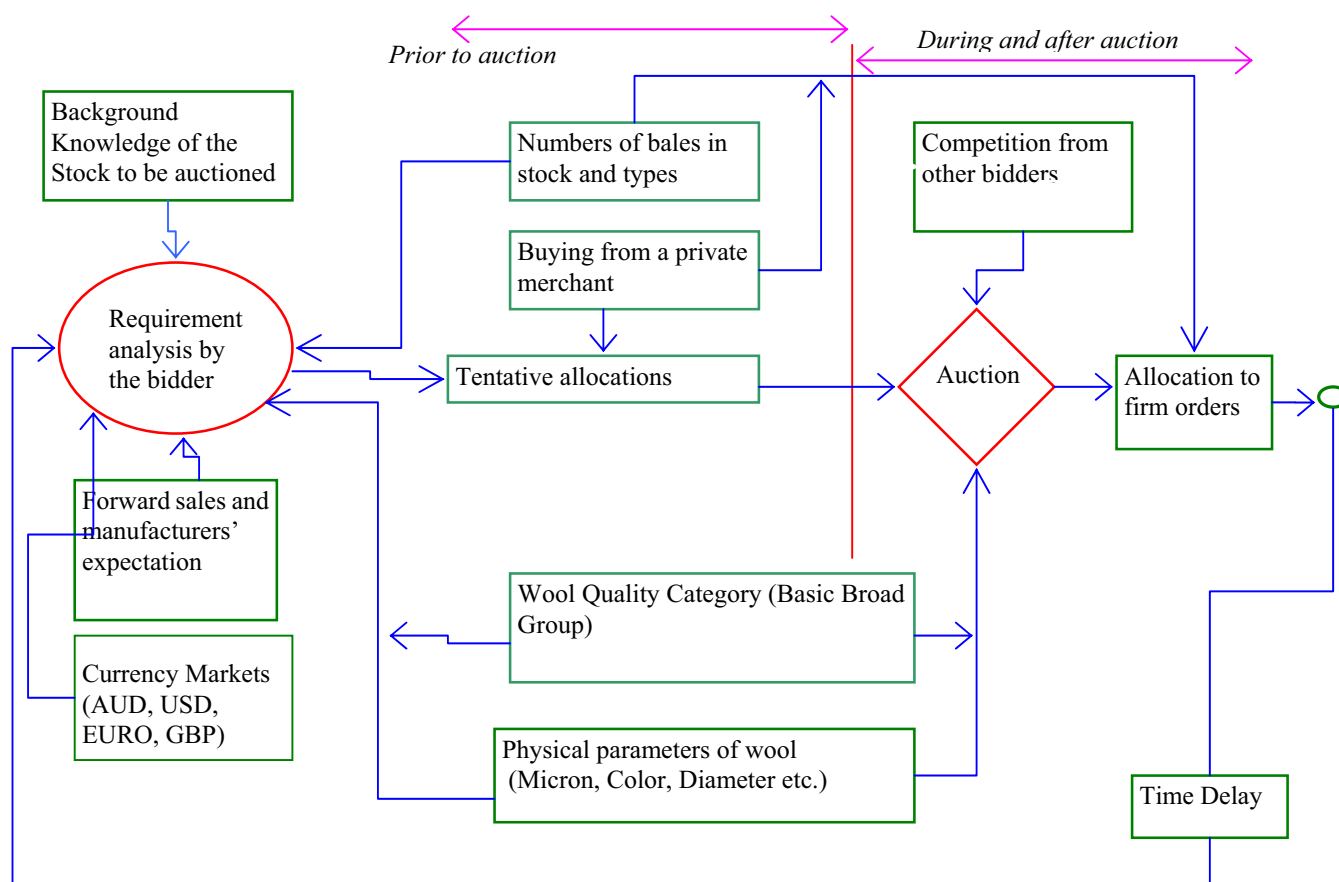 Prior to auction
During and after auction
Background
Knowledge of the
Stock to be auctioned
Numbers of bales in
stock and types
Competition from
other bidders
Buying from a private
merchant
Requirement
analysis by
the bidder
Tentative allocations
Auction
Allocation to
firm orders
Forward sales and
manufacturers’
expectation
Wool Quality Category (Basic Broad
Group)
Currency Markets
(AUD, USD,
EURO, GBP)
Physical parameters of wool
(Micron, Color, Diameter etc.)
Time Delay